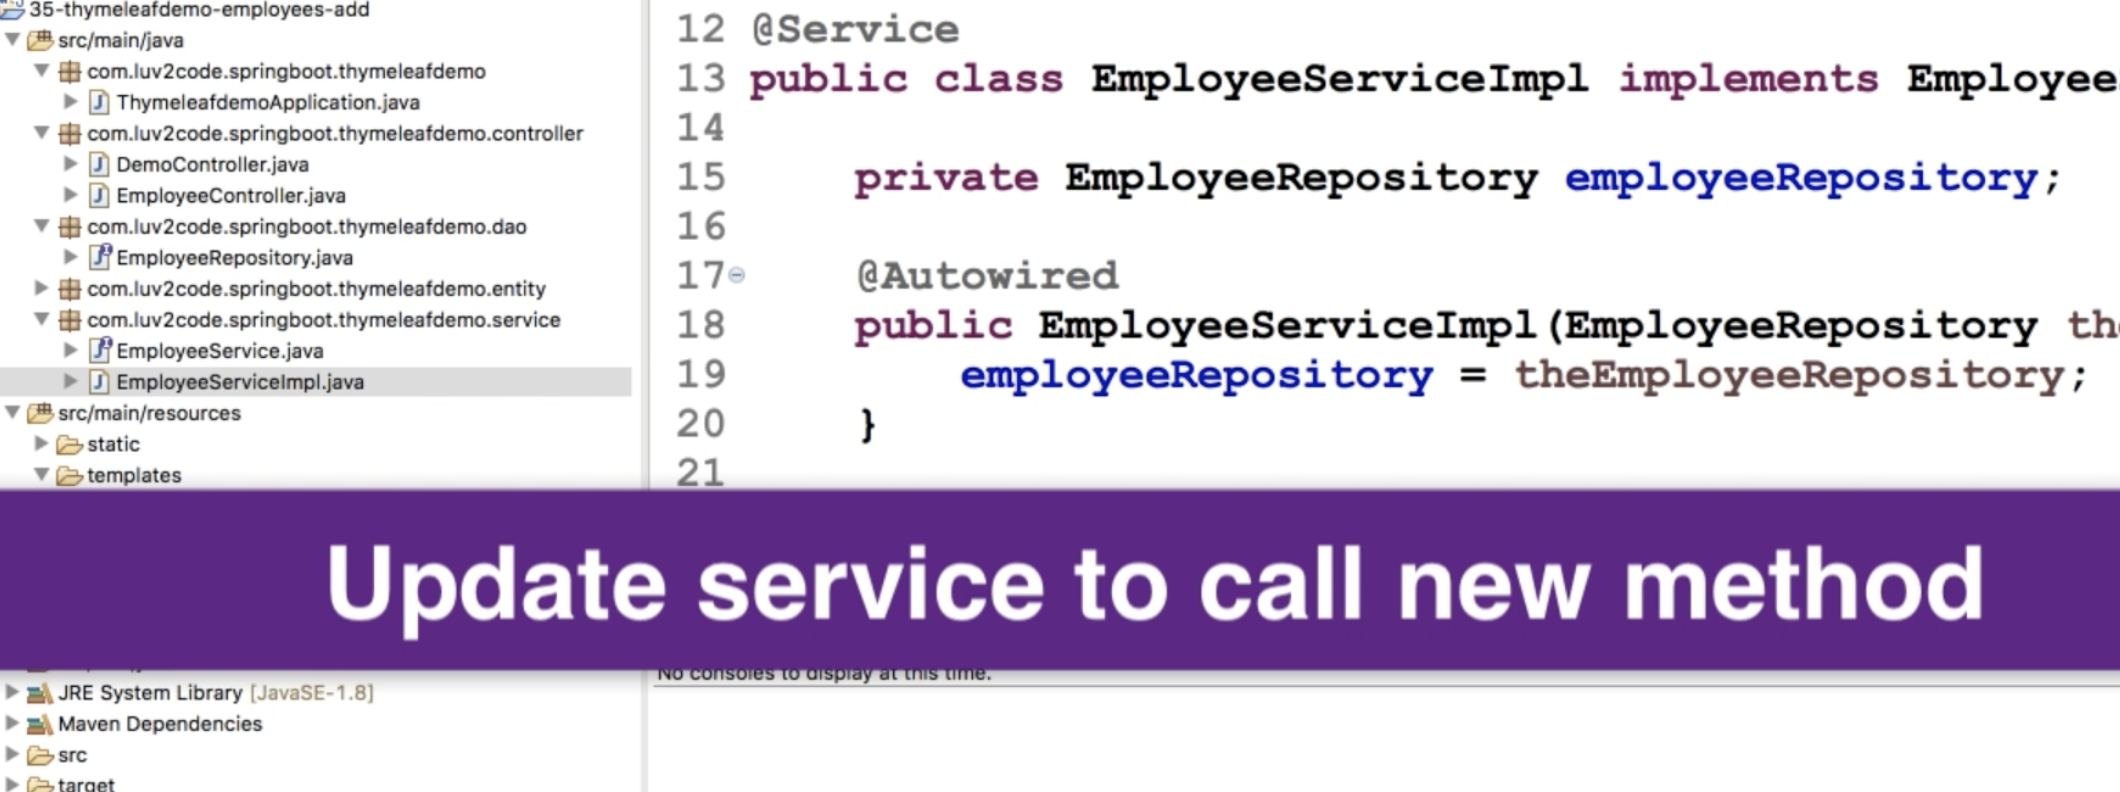 35-thymeleafdemo-employees-add
src/main/java
com.luv2code.springboot.thymeleafdemo
ThymeleafdemoApplication.java
com.luv2code.springboot.thymeleafdemo.controller
DemoController.java
EmployeeController.java
com.luv2code.springboot.thymeleafdemo.dao
EmployeeRepository.java
com.luv2code.springboot.thymeleafdemo.entity
com.luv2code.springboot.thymeleafdemo.service
EmployeeService.java
EmployeeServiceImpl.java
src/main/resources
static
templates
12 @Service
13 public class EmployeeServiceImpl implements Employee
14
15 private EmployeeRepository employeeRepository;
16
17 @Autowired
18 public EmployeeServiceImpl(EmployeeRepository th
19 employeeRepository = theEmployeeRepository;
20 }
21
Update service to call new method
No consoles to display at this time.
JRE System Library [JavaSE-1.8]
Maven Dependencies
src
target